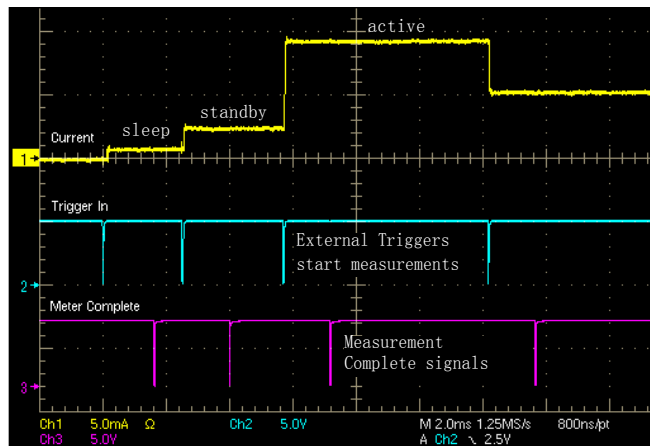 active
standby
sleep
Current
1
Trigger In
External Triggers
start measurements
2
Meter Complete
Measurement
Complete signals
3
Ch1 5.0mA Ω Ch2 5.0V M 2.0ms 1.25MS/s 800ns/pt
Ch3 5.0V A Ch2 ∿ 2.5V